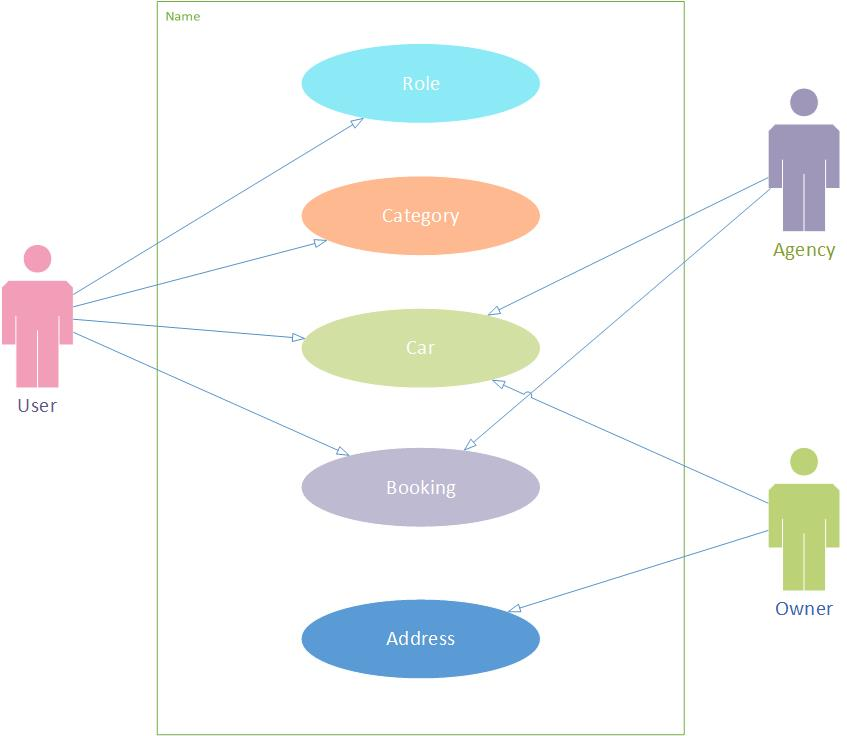 Name
Role
Category
Agency
Car
User
Booking
Owner
Address